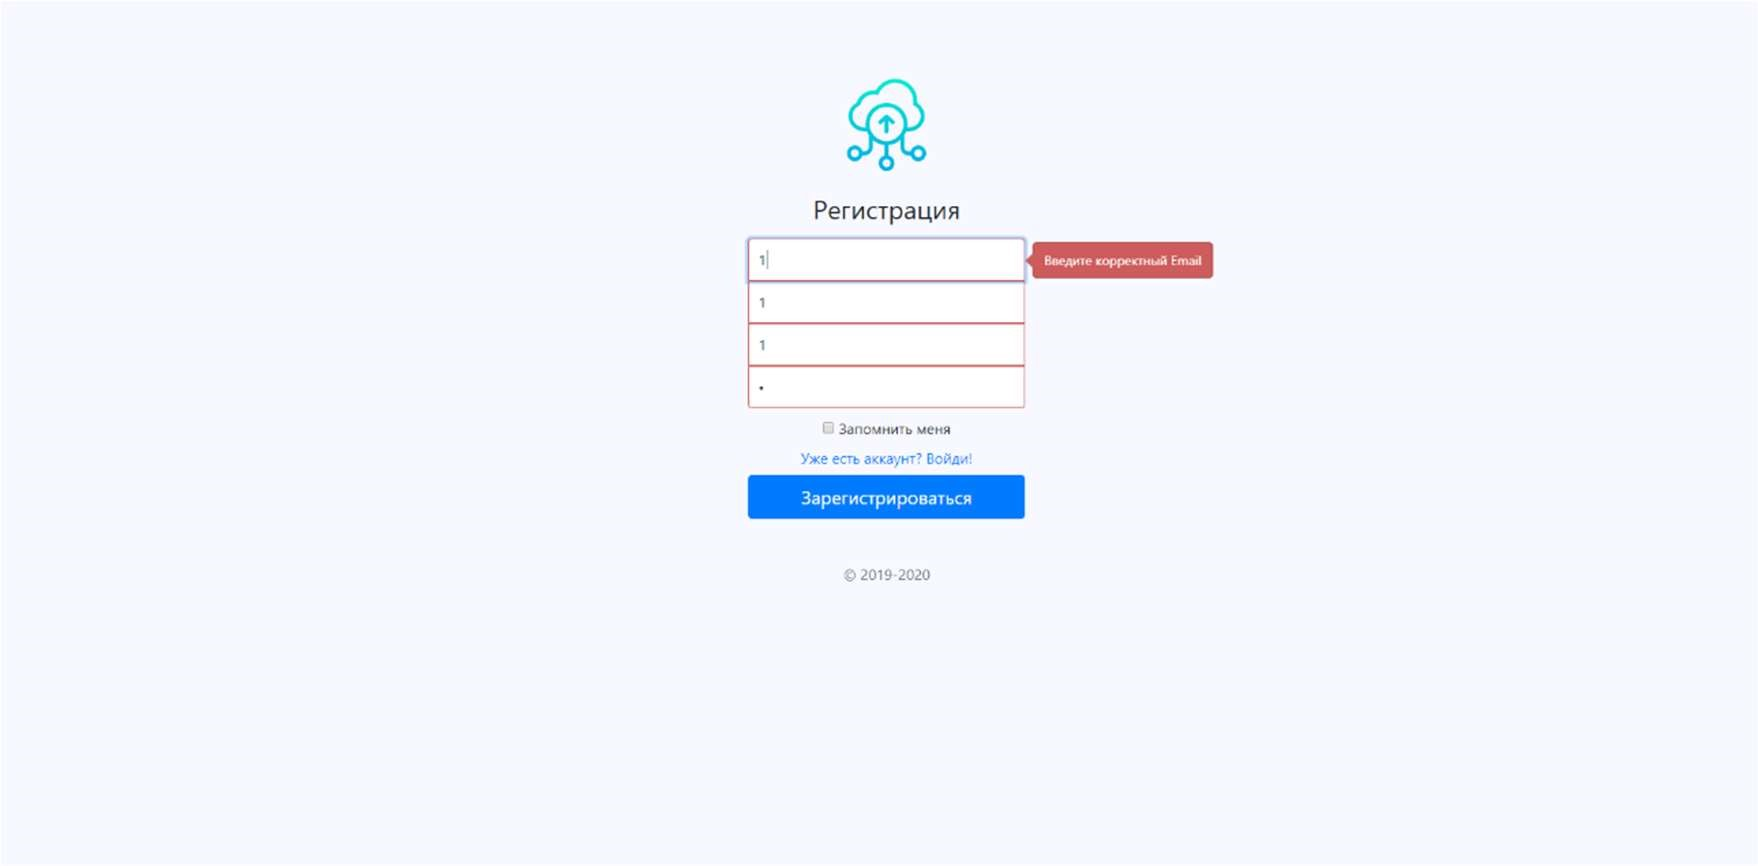 Регистрация
1
Введите корректный Email
1
1
•
Запомнить меня
Уже есть аккаунт? Войди!
Зарегистрироваться
© 2019-2020